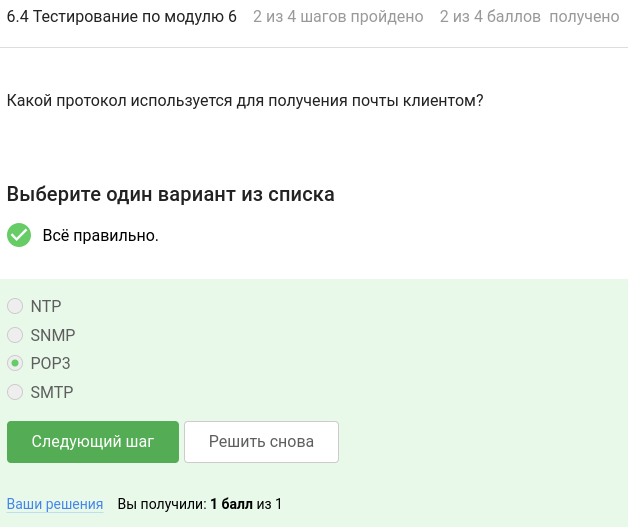 6.4 Тестирование по модулю 6 2 из 4 шагов пройдено 2 из 4 баллов получено
Какой протокол используется для получения почты клиентом?
Выберите один вариант из списка
Всё правильно.
NTP
SNMP
POP3
SMTP
Следующий шаг Решить снова
Ваши решения Вы получили: 1 балл из 1